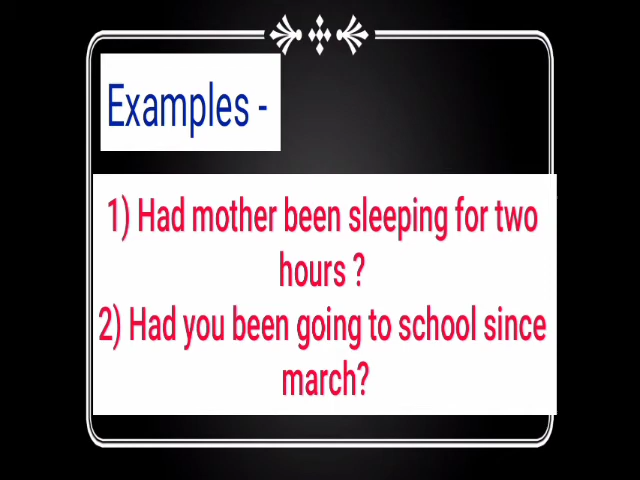 Examples -
1) Had mother been sleeping for two
hours ?
2) Had you been going to school since
march?